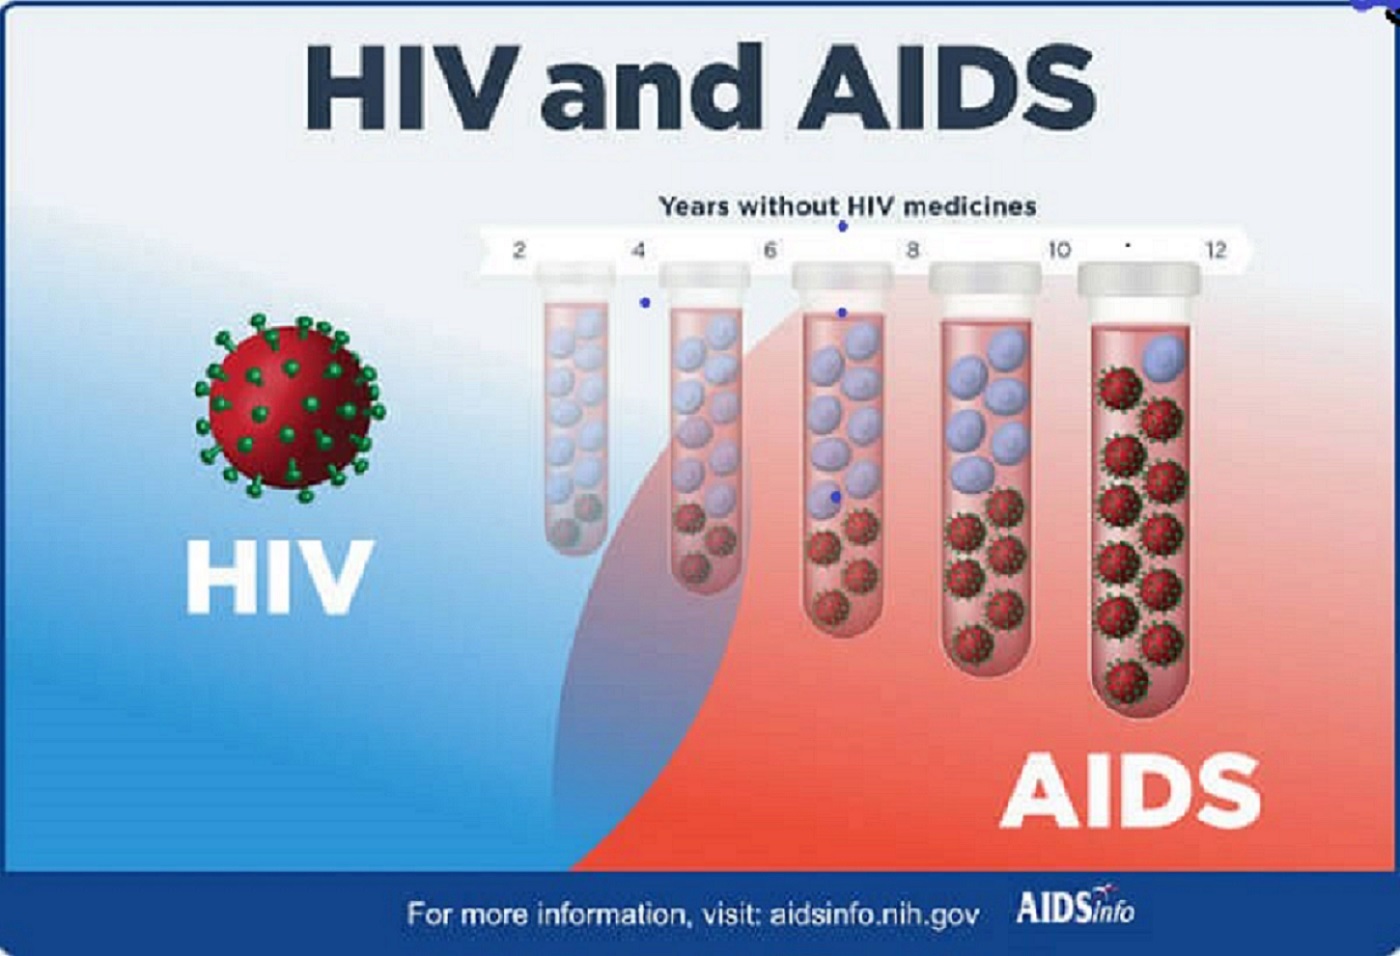 HIV and AIDS
Years without HIV medicines
2 4 6 8 10 12
HIV
AIDS
For more information, visit: aidsinfo.nih.gov AIDSinfo